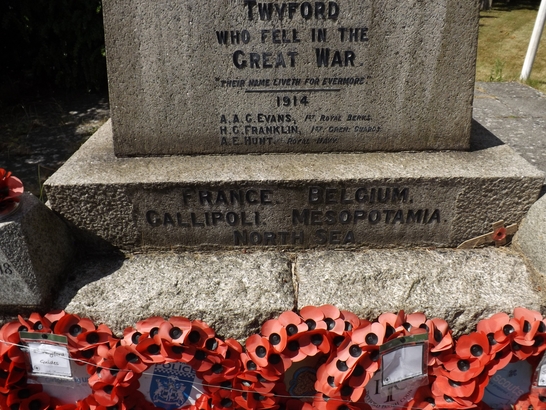 TWYFORD
WHO FELL IN THE
GREAT WAR
"THEIR NAME LIVETH FOR EVERMORE."
1914
A.A.G. EVANS, 1ST ROYAL BERKS.
H.G. FRANKLIN, 1ST GREN: GUARDS.
A.E. HUNT, ROYAL NAVY.
FRANCE. BELGIUM.
GALLIPOLI. MESOPOTAMIA.
NORTH SEA.